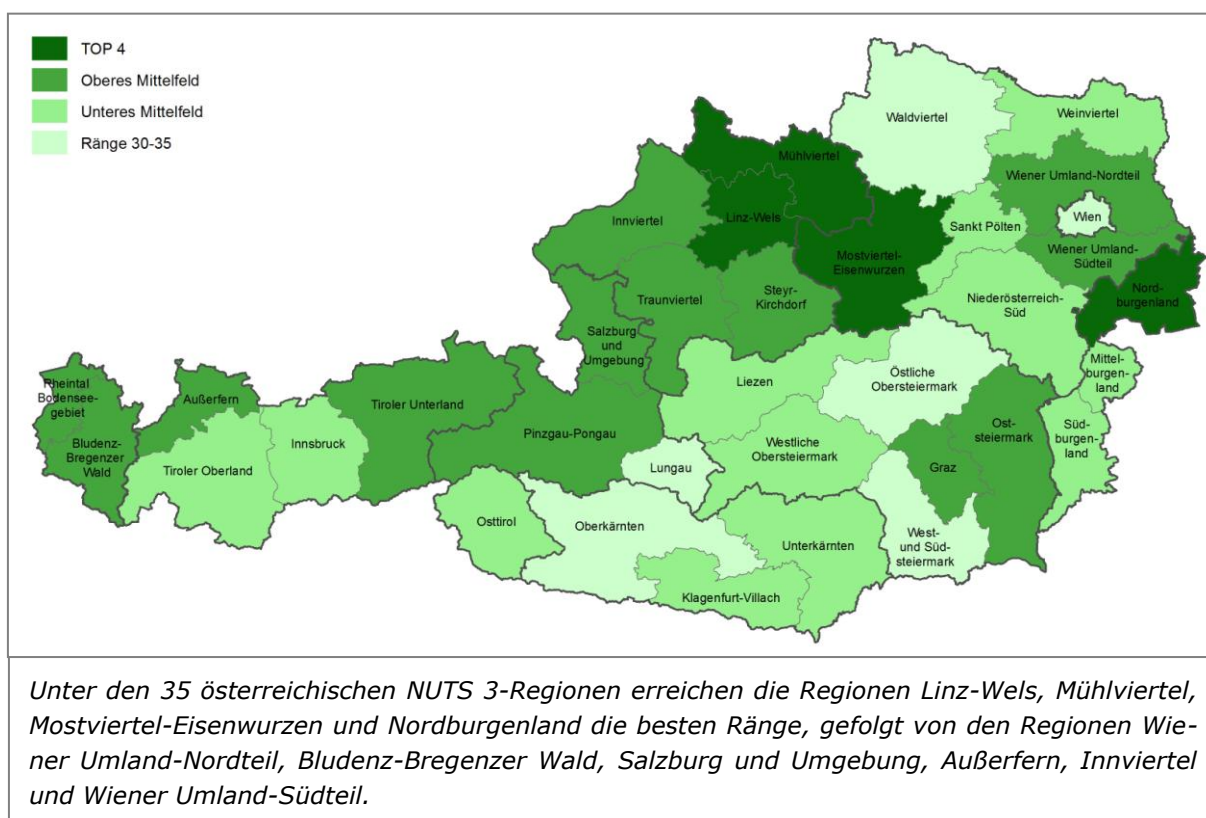 TOP 4
Oberes Mittelfeld
Unteres Mittelfeld
Ränge 30-35
Waldviertel
Weinviertel
Mühlviertel
Wiener Umland-Nordteil
Innviertel
Linz-Wels
Sankt Pölten
Wien
Mostviertel-
Eisenwurzen
Wiener Umland-
Südteil
Nord-
burgenland
Traunviertel
Steyr-
Kirchdorf
Niederösterreich-
Süd
Salzburg
und
Umgebung
Mittel-
burgen-
land
Rheintal
Bodensee-
gebiet
Außerfern
Tiroler Unterland
Liezen
Östliche
Obersteiermark
Bludenz-
Bregenzer
Wald
Innsbruck
Pinzgau-Pongau
Westliche
Obersteiermark
Ost-
steiermark
Süd-
burgen-
land
Tiroler Oberland
Lungau
Graz
Osttirol
Oberkärnten
Unterkärnten
West-
und Süd-
steiermark
Klagenfurt-Villach
Unter den 35 österreichischen NUTS 3-Regionen erreichen die Regionen Linz-Wels, Mühlviertel,
Mostviertel-Eisenwurzen und Nordburgenland die besten Ränge, gefolgt von den Regionen Wie-
ner Umland-Nordteil, Bludenz-Bregenzer Wald, Salzburg und Umgebung, Außerfern, Innviertel
und Wiener Umland-Südteil.